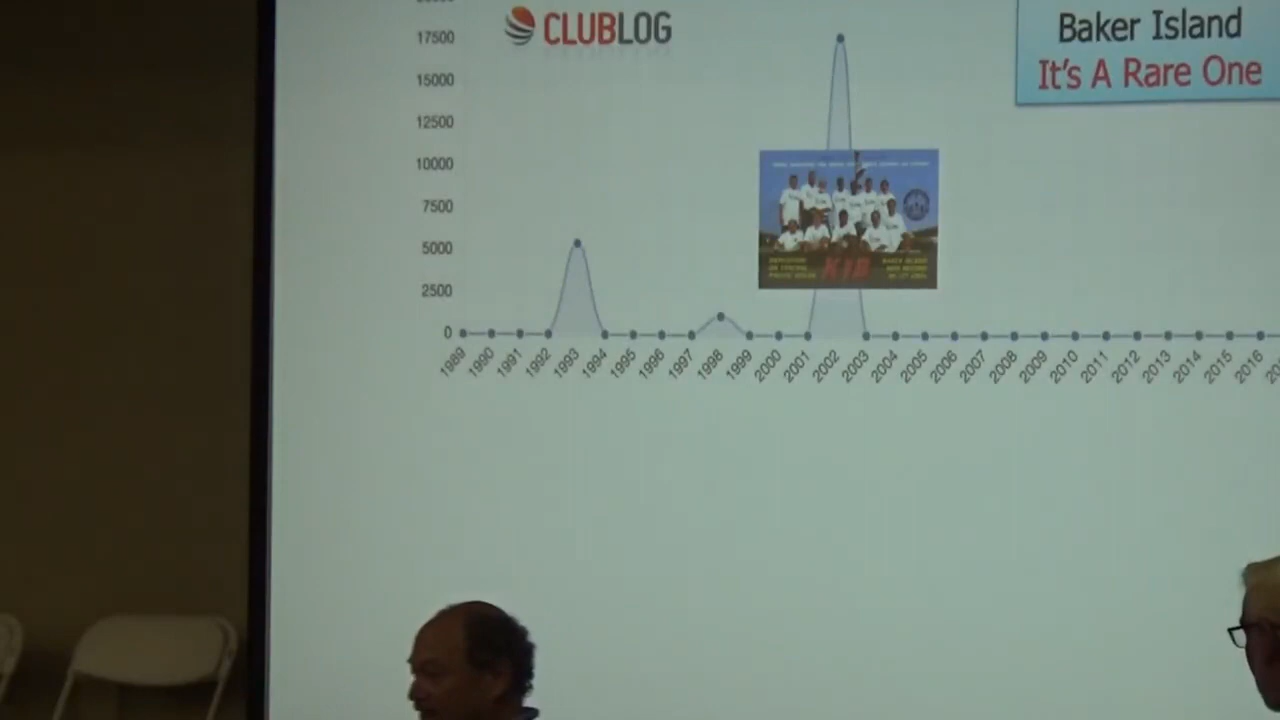 CLUBLOG
Baker Island
It's A Rare One
17500
15000
12500
10000
7500
5000
2500
0
1989 1990 1991 1992 1993 1994 1995 1996 1997 1998 1999 2000 2001 2002 2003 2004 2005 2006 2007 2008 2009 2010 2011 2012 2013 2014 2015 2016
K1B